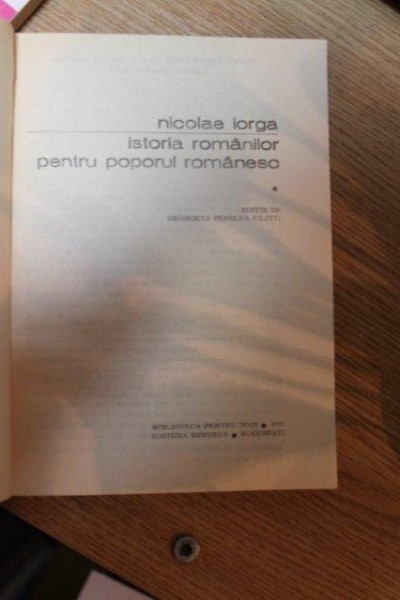 nicolae iorga
istoria românilor
pentru poporul românesc
*
EDIȚIE DE
GEORGETA PENELEA FILITTI
BIBLIOTECA PENTRU TOȚI ●
EDITURA MINERVA ● BUCUREȘTI